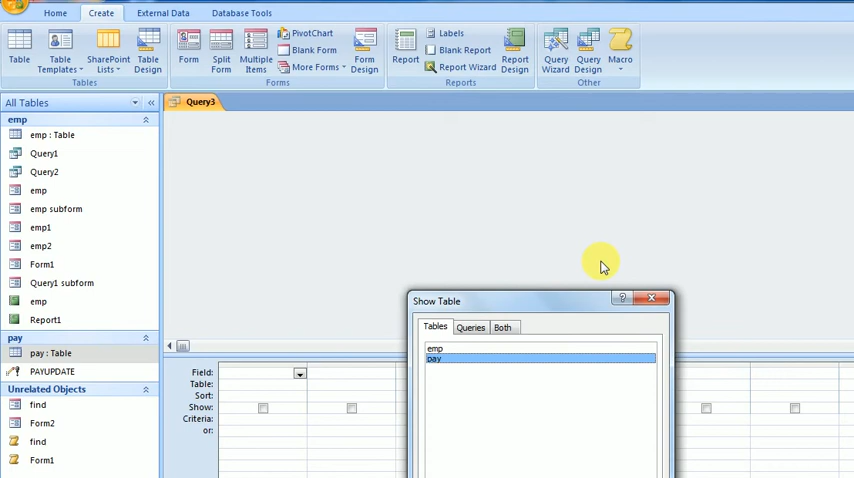 Home Create External Data Database Tools
Table
Table Templates
SharePoint Lists
Table Design
Tables
Form
Split Form
Multiple Items
PivotChart
Blank Form
More Forms
Form Design
Forms
Report
Labels
Blank Report
Report Wizard
Report Design
Reports
Query Wizard
Query Design
Macro
Other
All Tables
emp
emp : Table
Query1
Query2
emp
emp subform
emp1
emp2
Form1
Query1 subform
emp
Report1
pay
pay : Table
PAYUPDATE
Unrelated Objects
find
Form2
find
Form1
Query3
Show Table
?
Tables Queries Both
emp
pay
Field:
Table:
Sort:
Show:
Criteria:
or: